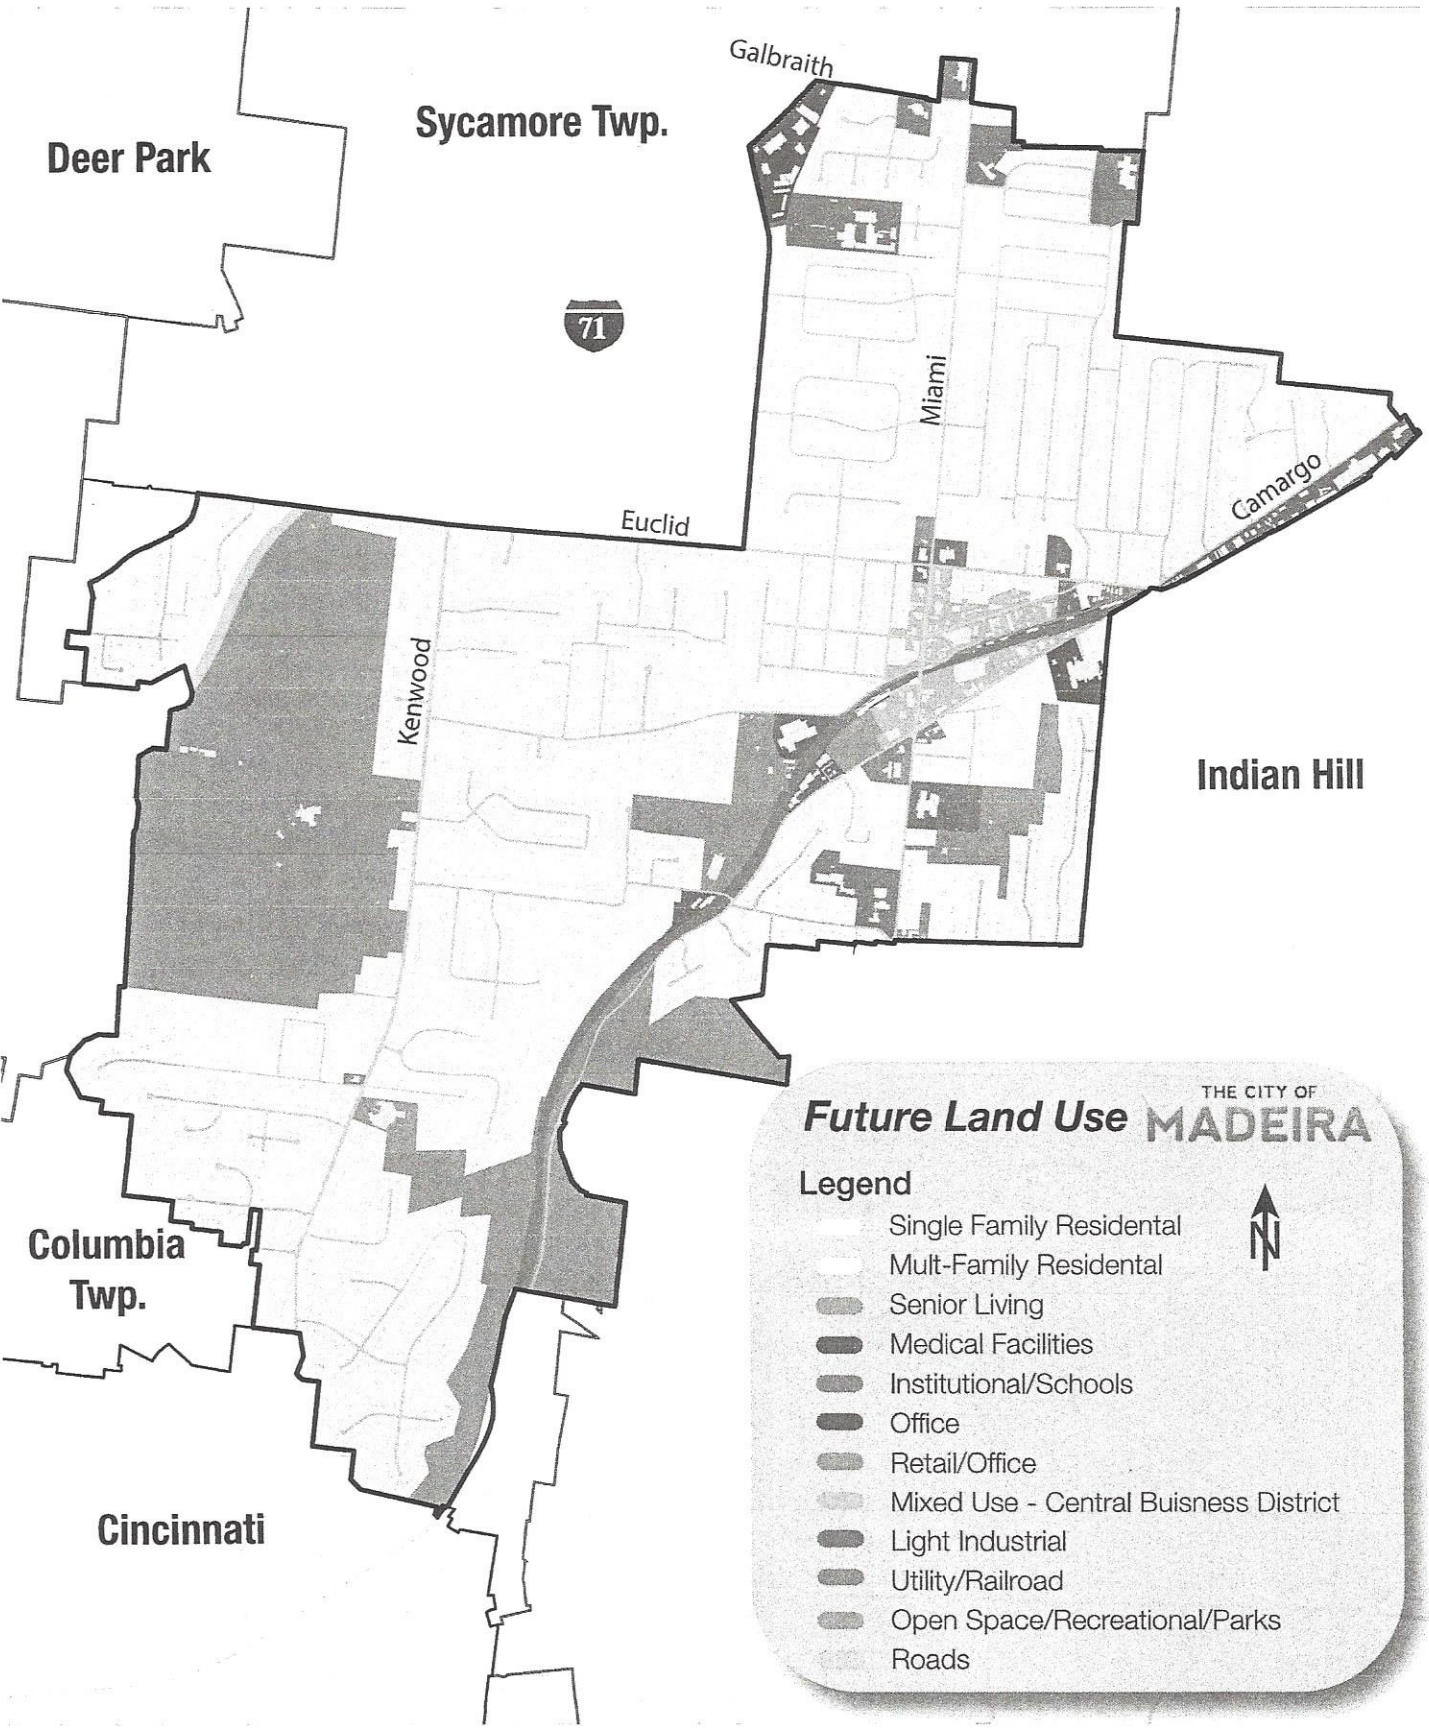 Galbraith
Sycamore Twp.
Deer Park
71
Miami
Camargo
Euclid
Kenwood
Indian Hill
Columbia
Twp.
Cincinnati
Future Land Use
THE CITY OF
MADEIRA
Legend
Single Family Residental
Mult-Family Residental
Senior Living
Medical Facilities
Institutional/Schools
Office
Retail/Office
Mixed Use - Central Buisness District
Light Industrial
Utility/Railroad
Open Space/Recreational/Parks
Roads
N